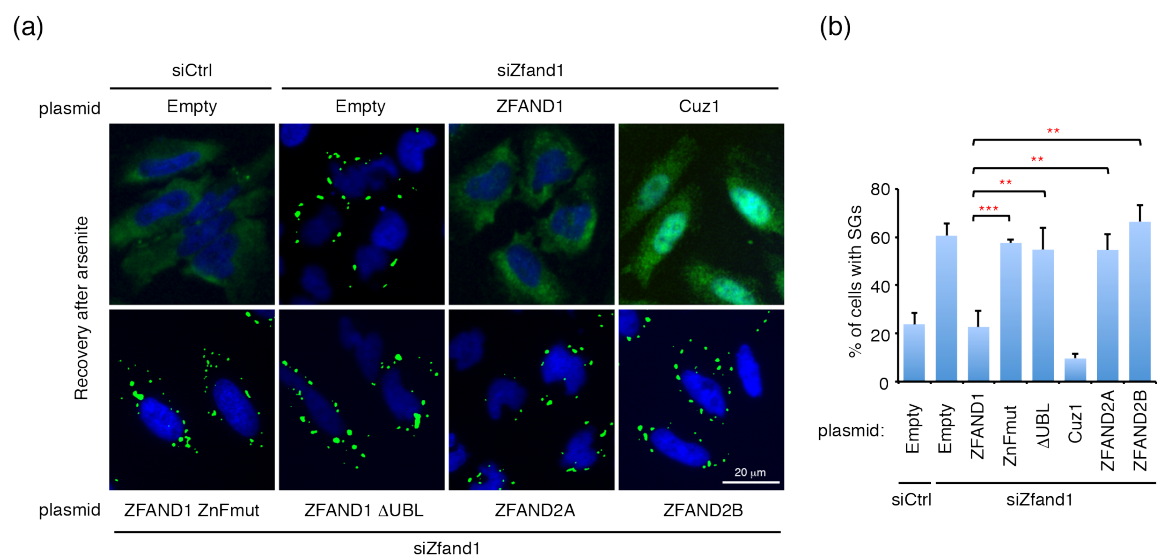 (a)
siCtrl siZfand1
plasmid Empty Empty ZFAND1 Cuz1
Recovery after arsenite
20 µm
plasmid ZFAND1 ZnFmut ZFAND1 ΔUBL ZFAND2A ZFAND2B
siZfand1
(b)
**
**
**
***
% of cells with SGs
80
60
40
20
0
plasmid: Empty Empty ZFAND1 ZnFmut ΔUBL Cuz1 ZFAND2A ZFAND2B
siCtrl siZfand1